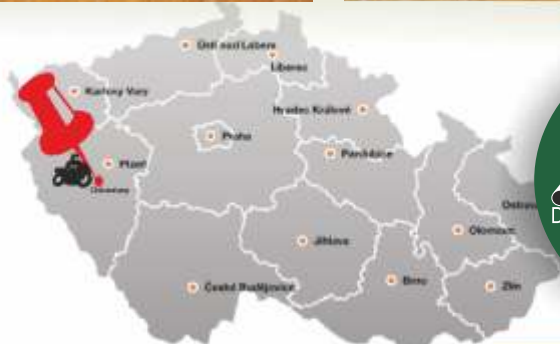 Ústí nad Labem
Liberec
Karlovy Vary
Hradec Králové
Praha
Pardubice
Plzeň
Ostrava
Olomouc
Jihlava
Brno
Zlín
České Budějovice